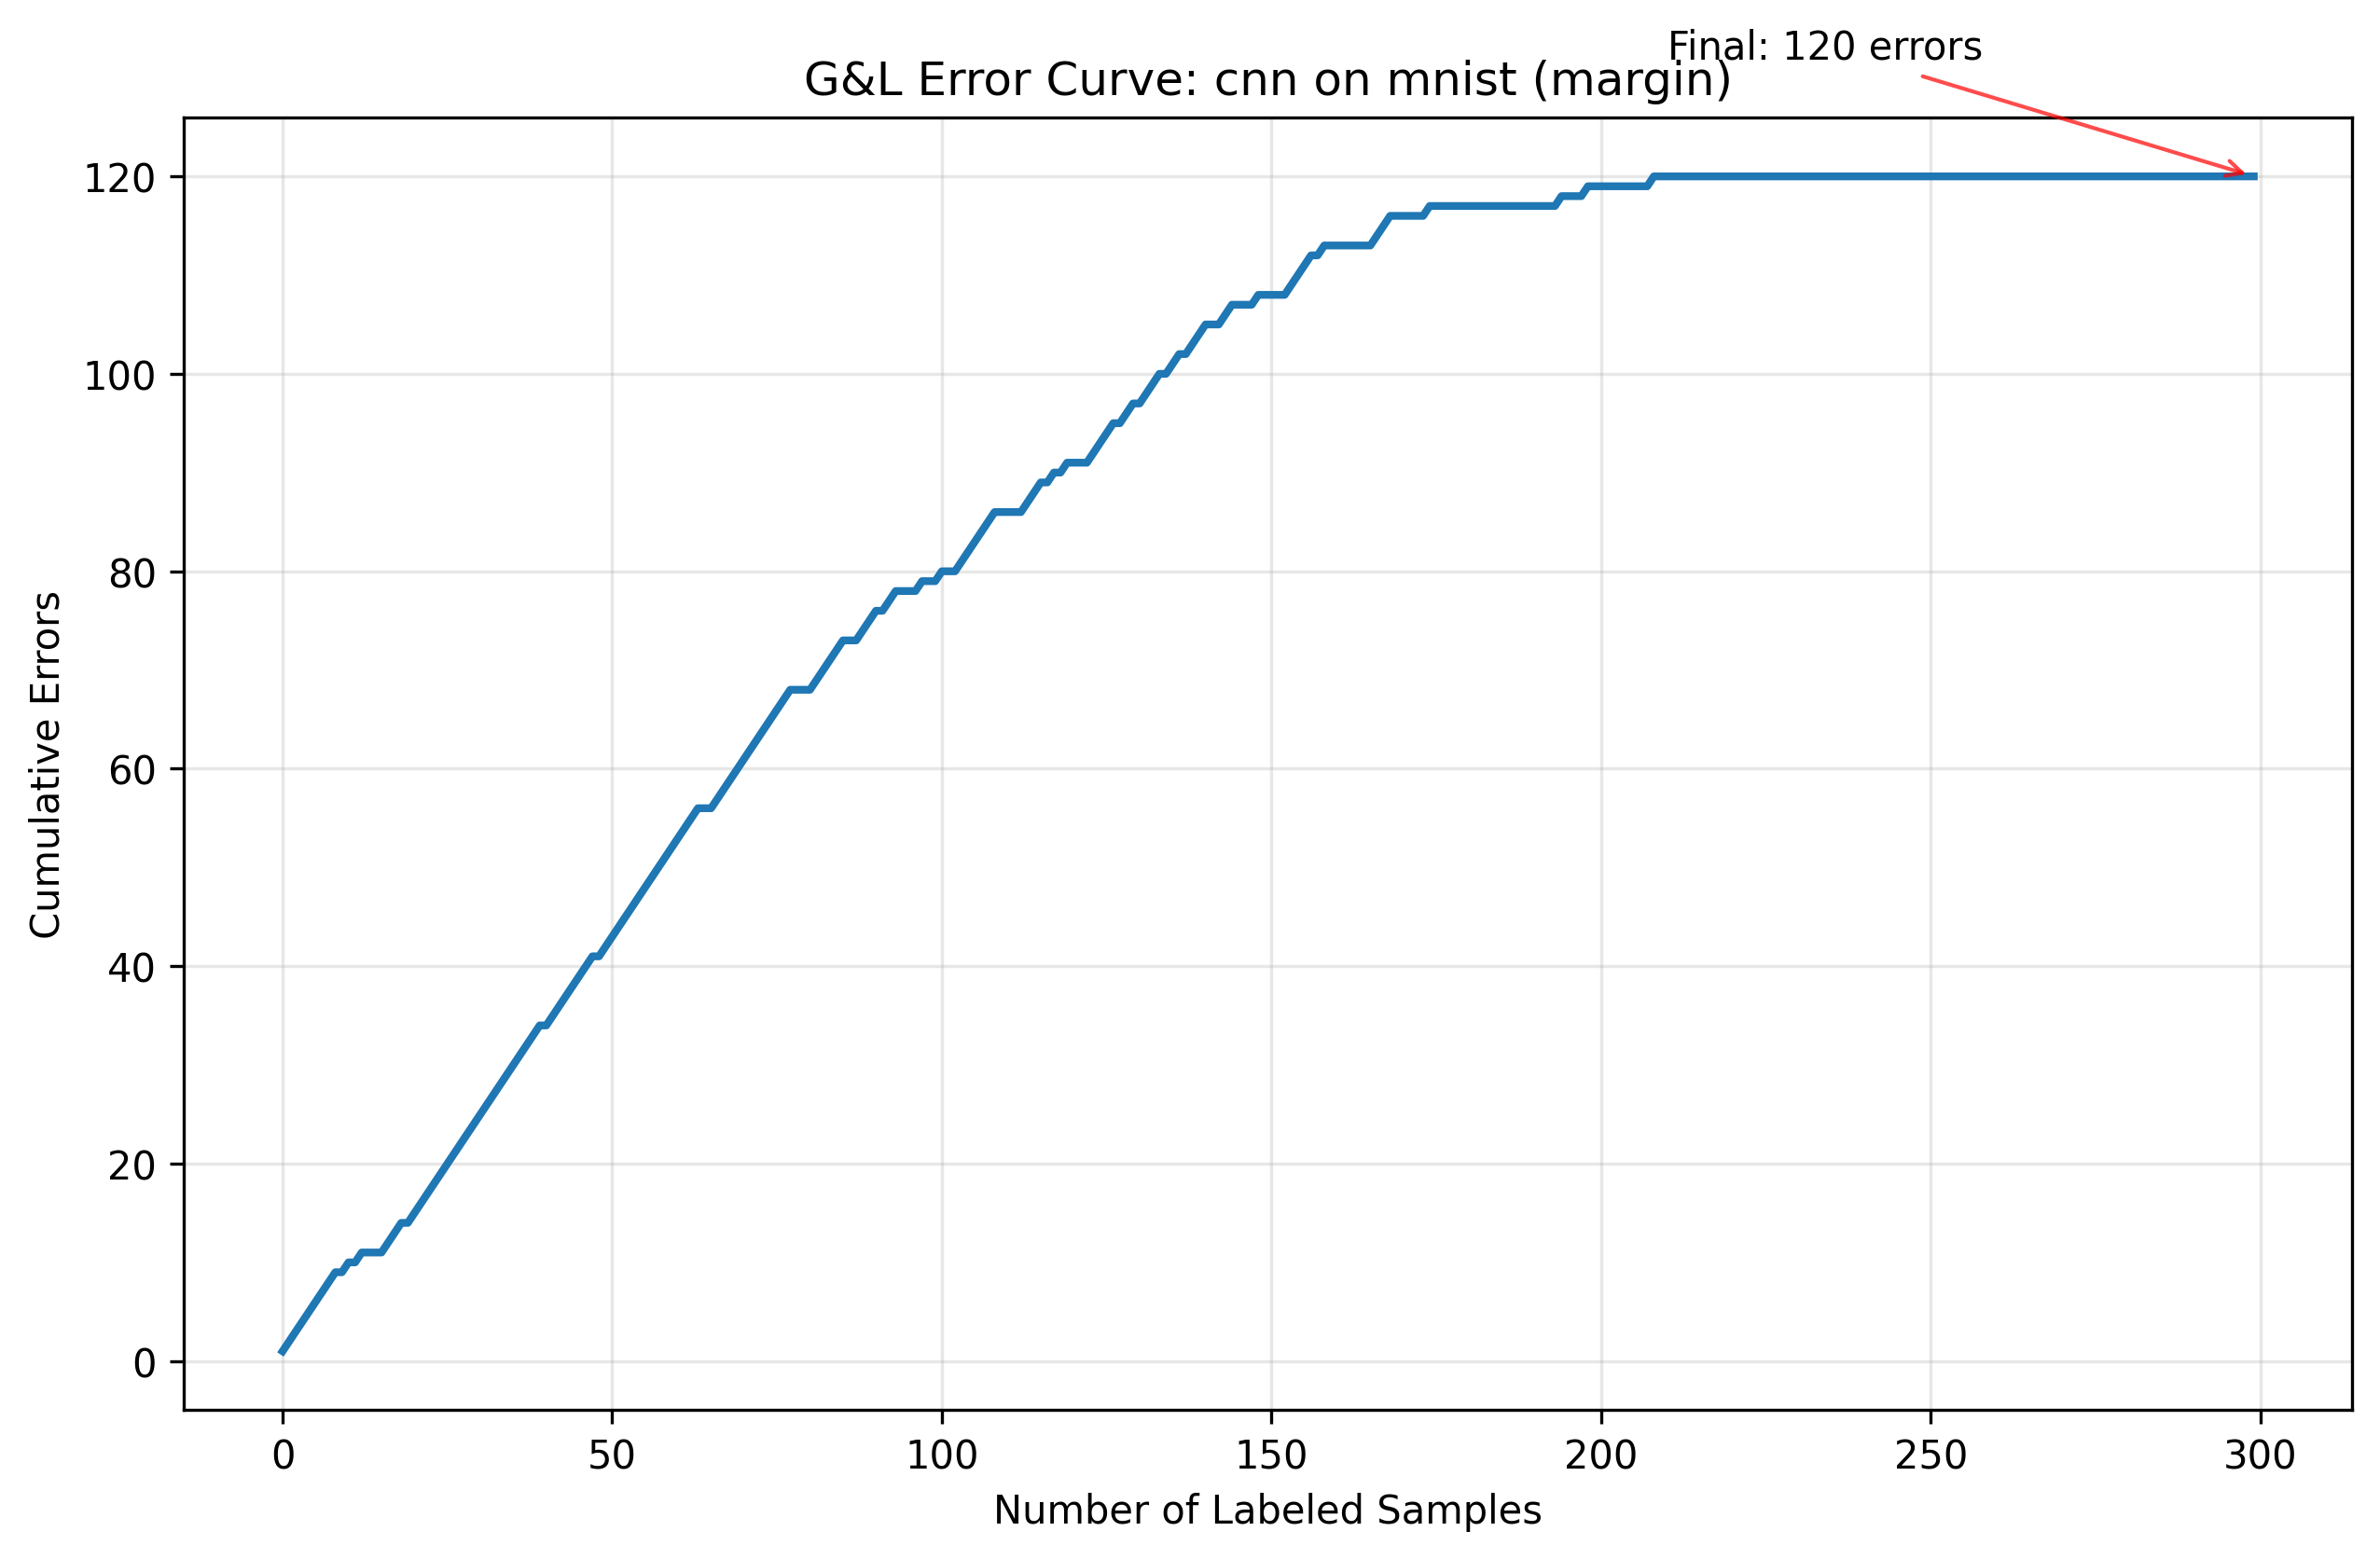 Final: 120 errors
G&L Error Curve: cnn on mnist (margin)
120
100
80
60
40
20
0
Cumulative Errors
0 50 100 150 200 250 300
Number of Labeled Samples